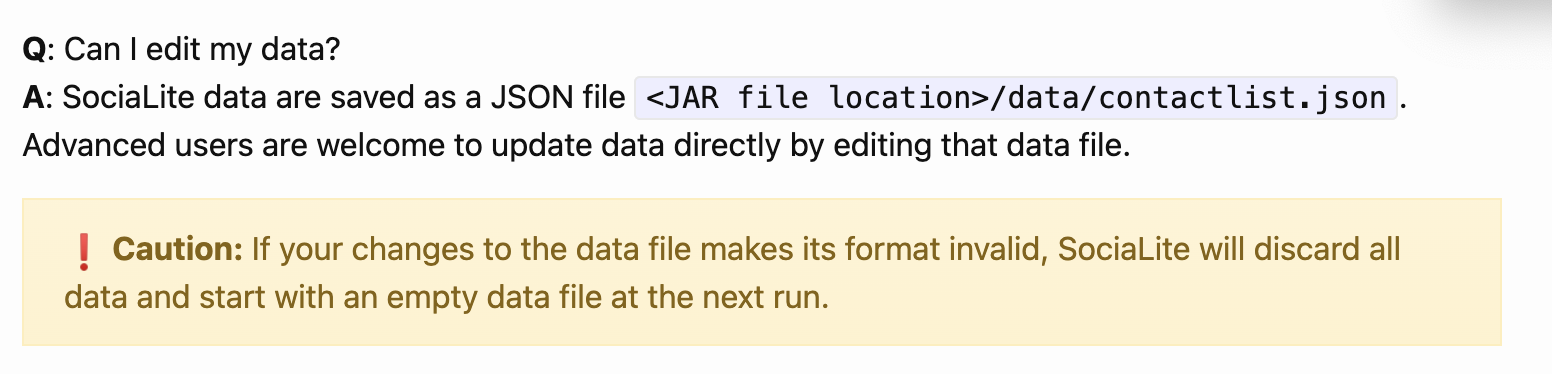 Q: Can I edit my data?
A: SociaLite data are saved as a JSON file <JAR file location>/data/contactlist.json .
Advanced users are welcome to update data directly by editing that data file.
❗ Caution: If your changes to the data file makes its format invalid, SociaLite will discard all
data and start with an empty data file at the next run.